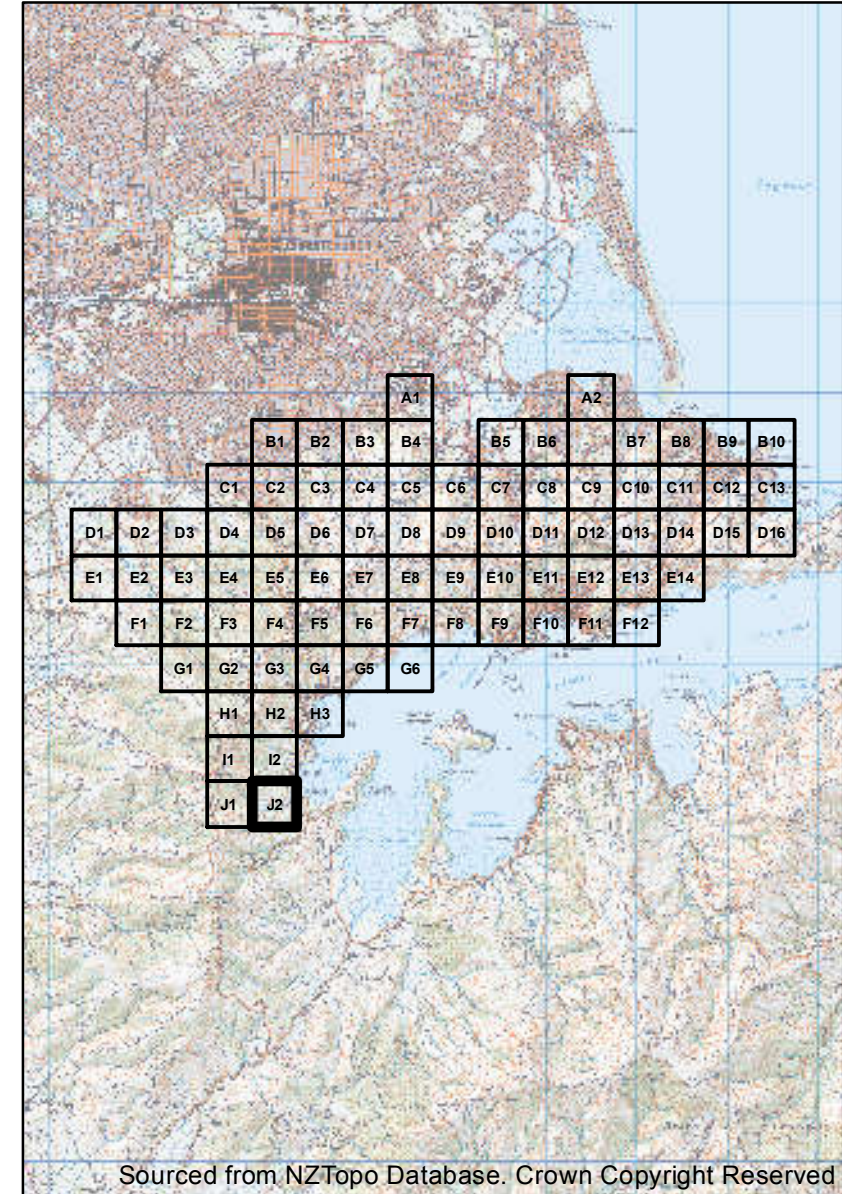 A1 A2
B1 B2 B3 B4 B5 B6 B7 B8 B9 B10
C1 C2 C3 C4 C5 C6 C7 C8 C9 C10 C11 C12 C13
D1 D2 D3 D4 D5 D6 D7 D8 D9 D10 D11 D12 D13 D14 D15 D16
E1 E2 E3 E4 E5 E6 E7 E8 E9 E10 E11 E12 E13 E14
F1 F2 F3 F4 F5 F6 F7 F8 F9 F10 F11 F12
G1 G2 G3 G4 G5 G6
H1 H2 H3
I1 I2
J1 J2
Sourced from NZTopo Database. Crown Copyright Reserved